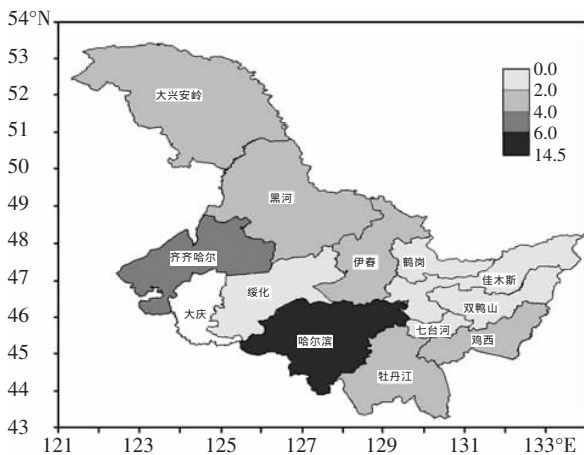 54°N
53
52
51
50
49
48
47
46
45
44
43
121
123
125
127
129
131
133°E
0.0
2.0
4.0
6.0
14.5
大兴安岭
黑河
齐齐哈尔
伊春
鹤岗
佳木斯
绥化
大庆
双鸭山
七台河
哈尔滨
鸡西
牡丹江